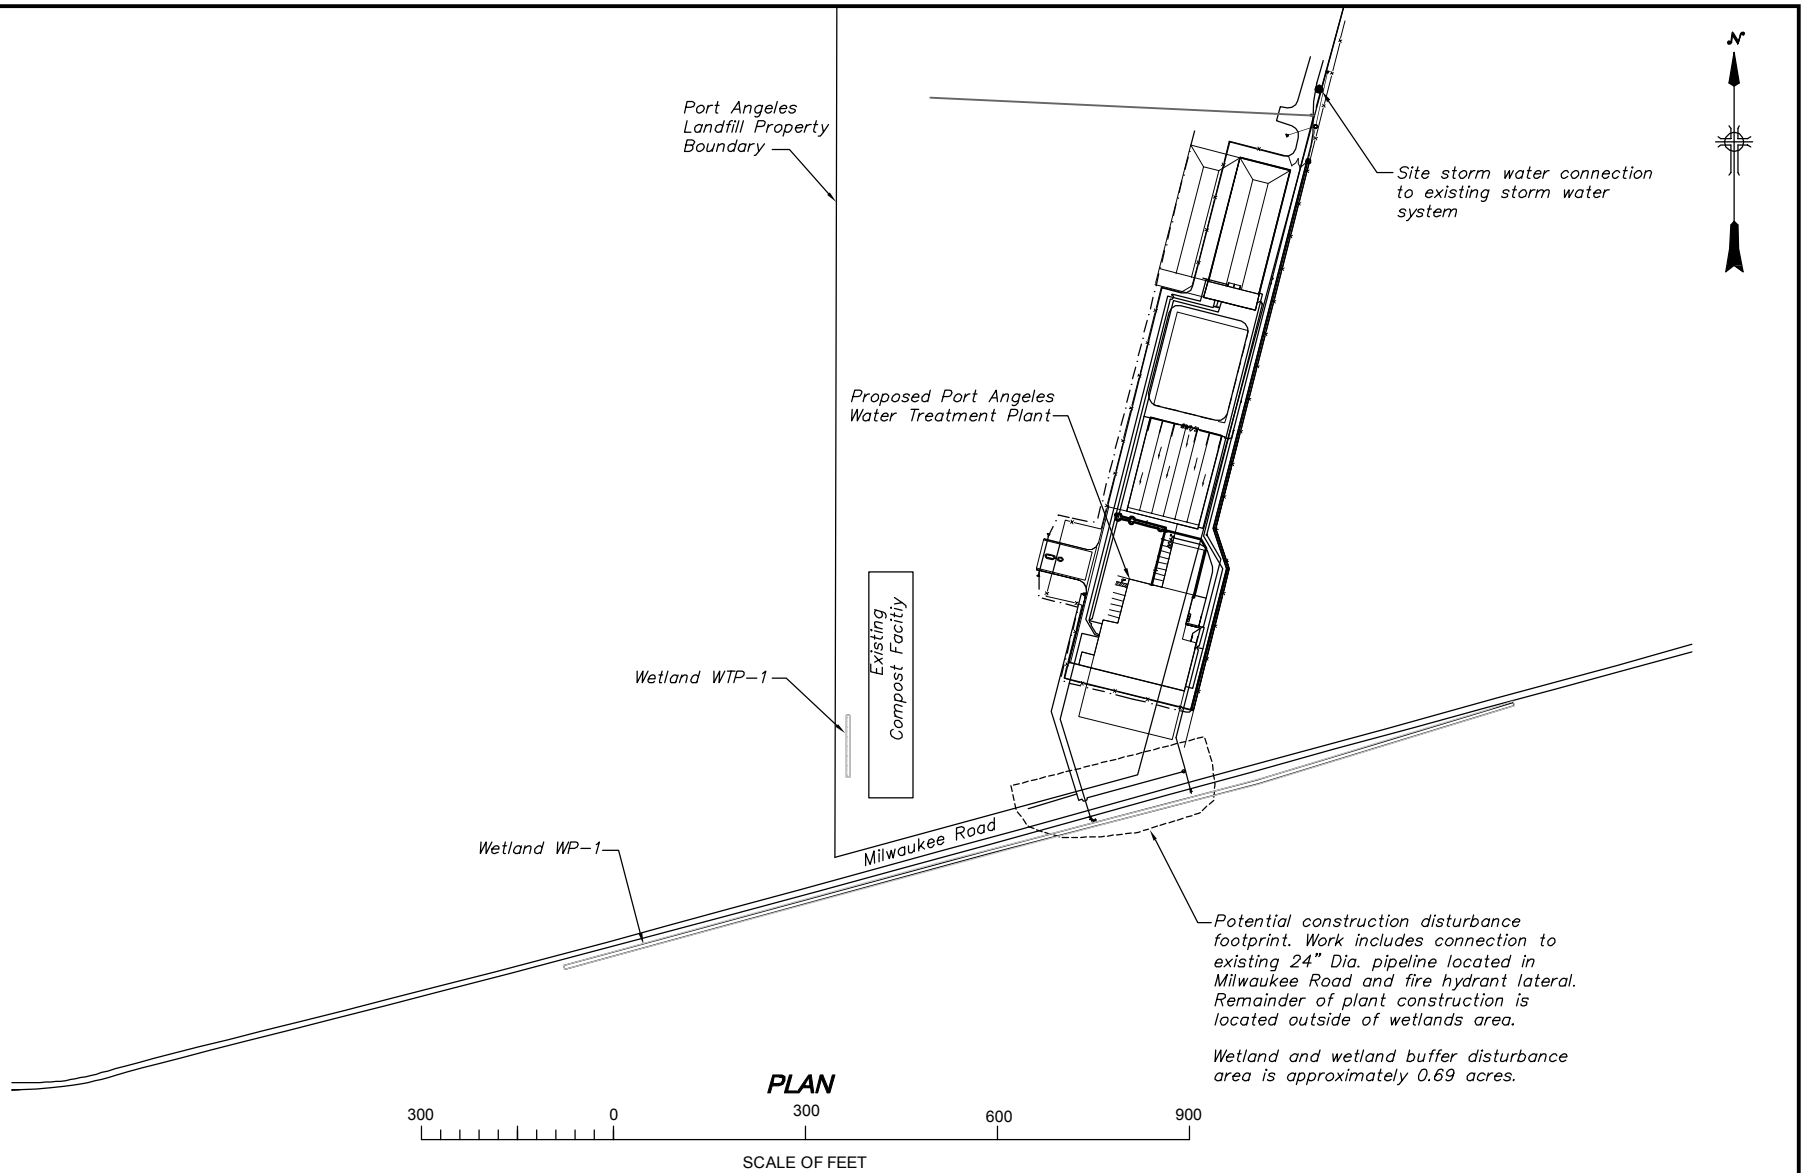 N
Port Angeles
Landfill Property
Boundary
Site storm water connection
to existing storm water
system
Proposed Port Angeles
Water Treatment Plant
Existing
Compost Facitiy
Wetland WTP-1
Milwaukee Road
Wetland WP-1
Potential construction disturbance
footprint. Work includes connection to
existing 24" Dia. pipeline located in
Milwaukee Road and fire hydrant lateral.
Remainder of plant construction is
located outside of wetlands area.
Wetland and wetland buffer disturbance
area is approximately 0.69 acres.
PLAN
300 0 300 600 900
SCALE OF FEET